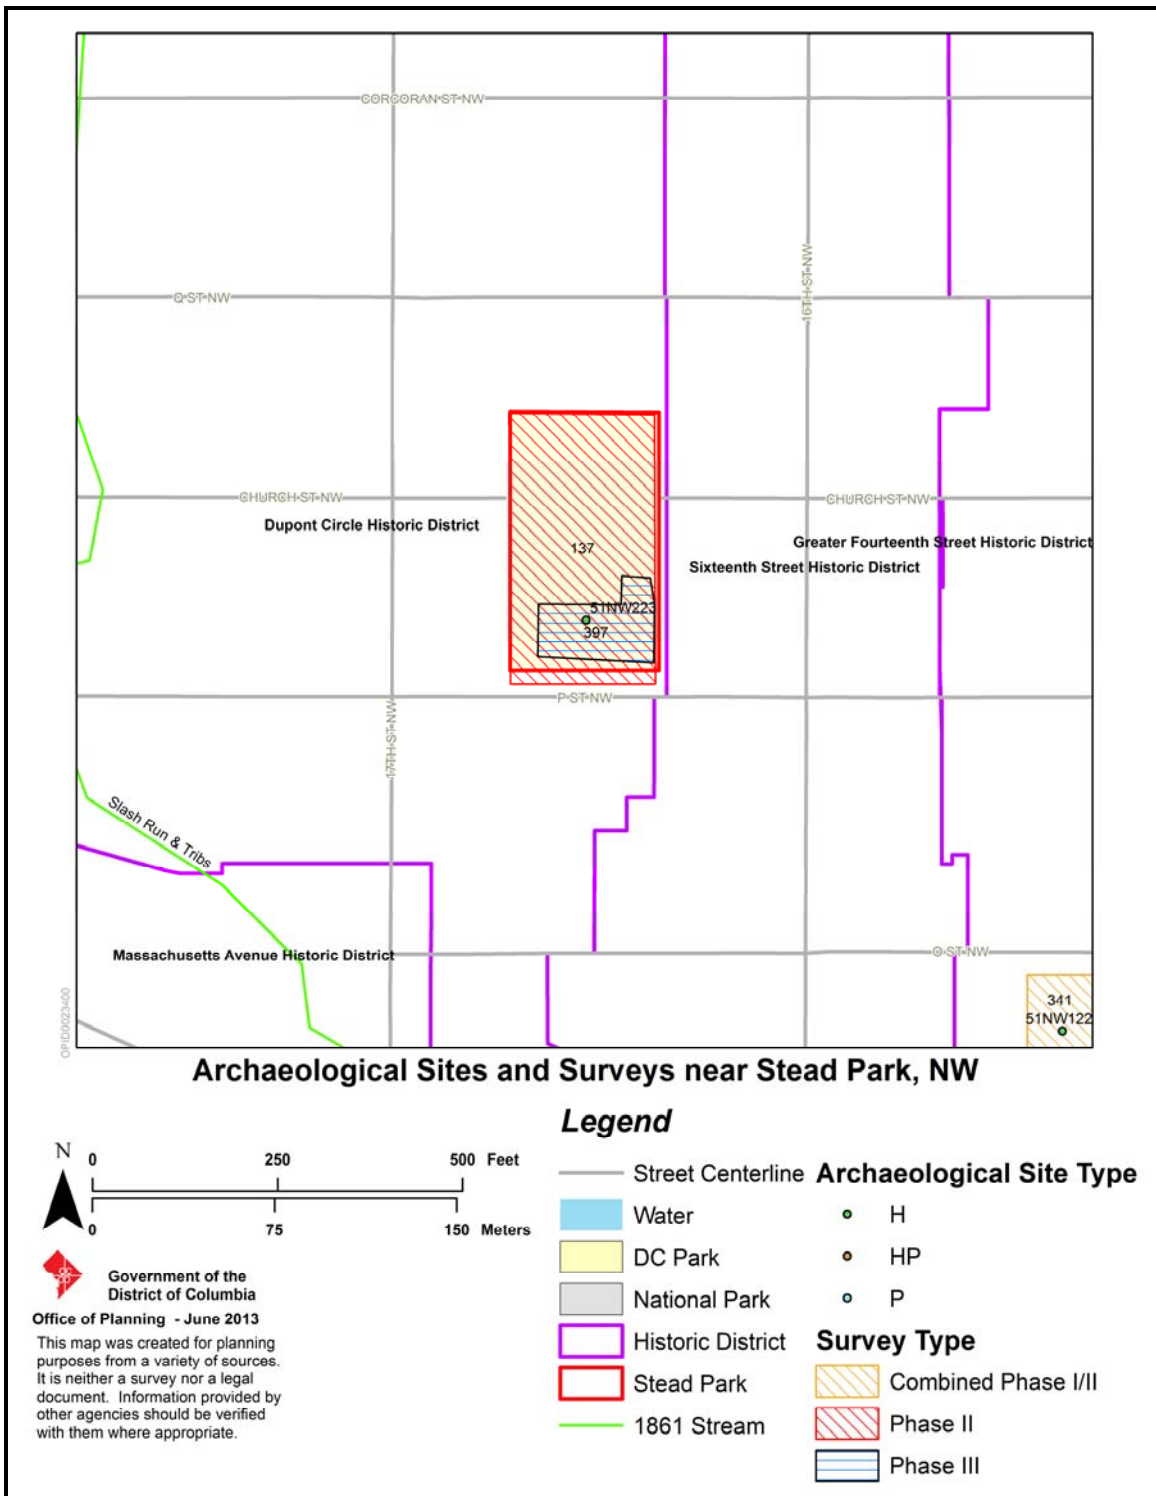 CORCORAN ST NW
Q ST NW
16TH ST NW
CHURCH ST NW
CHURCH ST NW
Dupont Circle Historic District
137
Greater Fourteenth Street Historic District
Sixteenth Street Historic District
51NW223
397
P ST NW
17TH ST NW
Slash Run & Tribs
Massachusetts Avenue Historic District
O ST NW
341
51NW122
OPID0023400
Archaeological Sites and Surveys near Stead Park, NW
Legend
N
0 250 500 Feet
0 75 150 Meters
Government of the
District of Columbia
Office of Planning - June 2013
This map was created for planning
purposes from a variety of sources.
It is neither a survey nor a legal
document. Information provided by
other agencies should be verified
with them where appropriate.
Street Centerline
Water
DC Park
National Park
Historic District
Stead Park
1861 Stream
Archaeological Site Type
H
HP
P
Survey Type
Combined Phase I/II
Phase II
Phase III